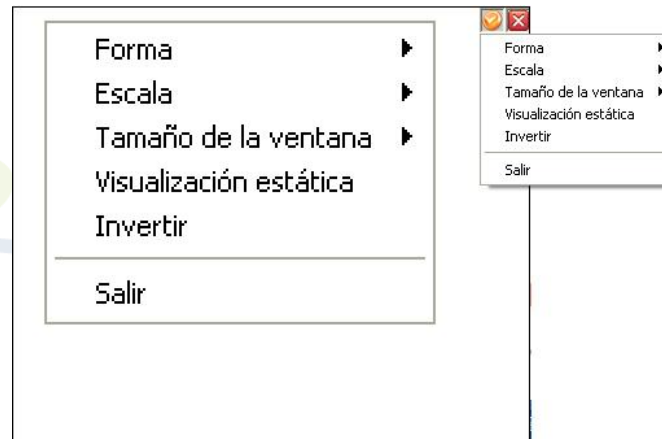 Forma
Escala
Tamaño de la ventana
Visualización estática
Invertir
Salir
Forma
Escala
Tamaño de la ventana
Visualización estática
Invertir
Salir